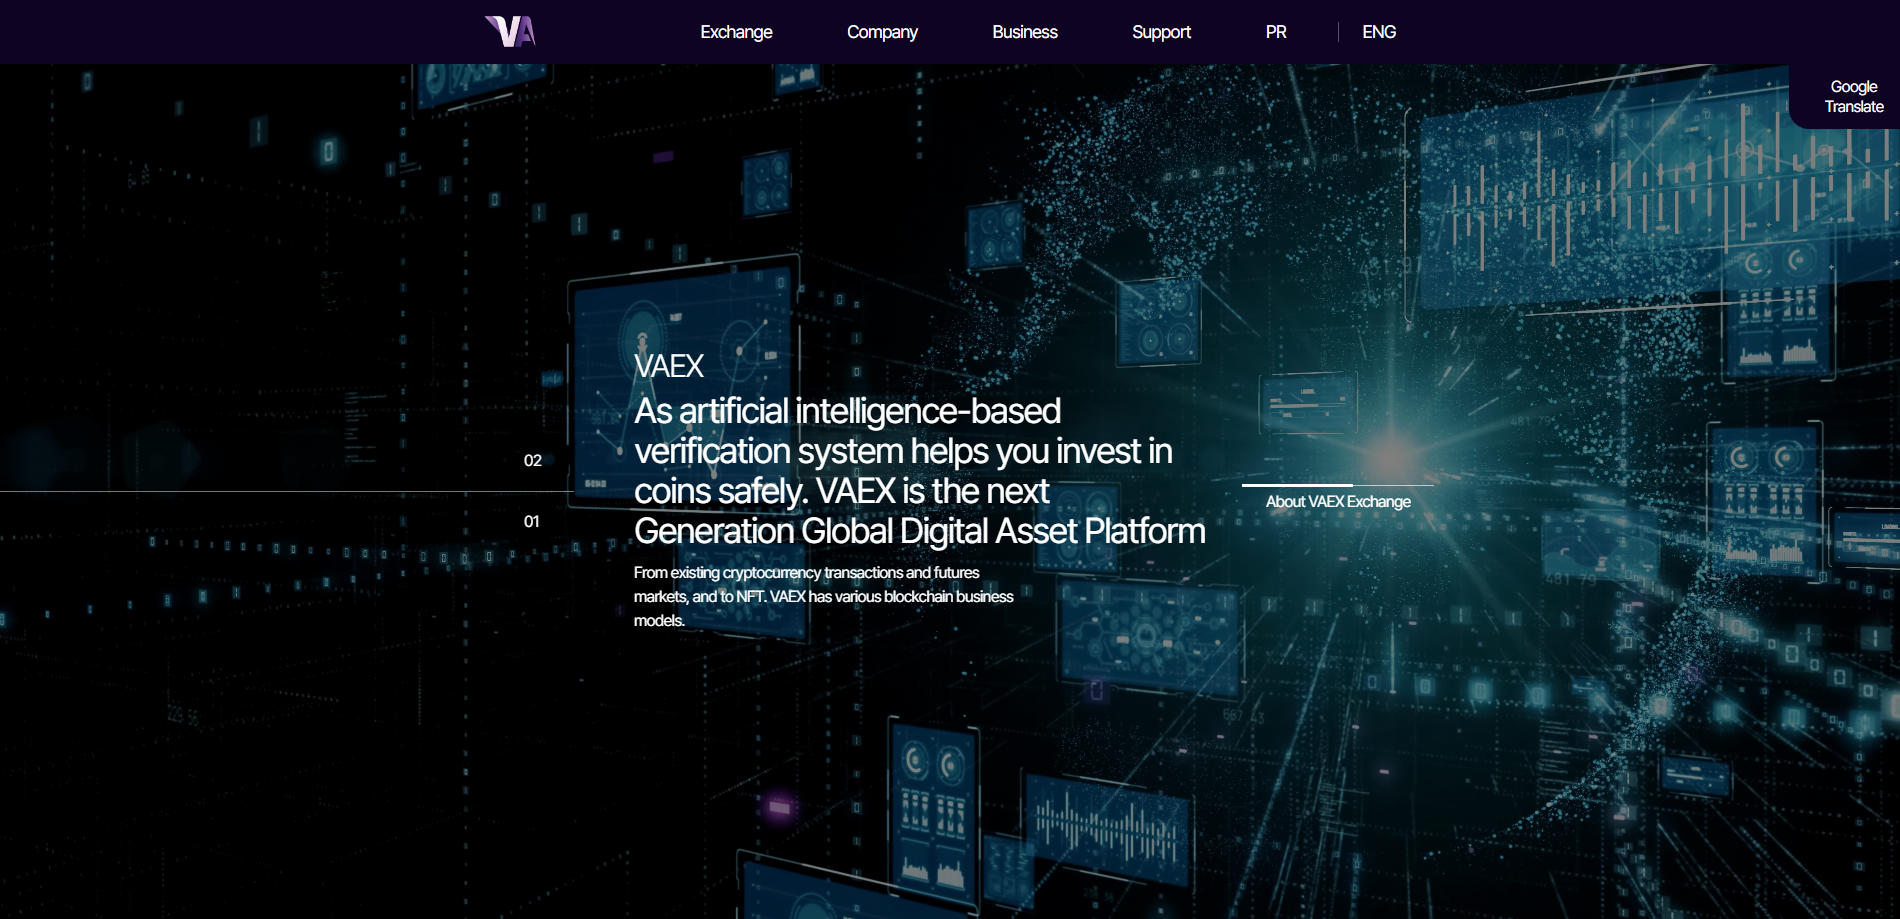 VA
Exchange
Company
Business
Support
PR
ENG
Google
Translate
VAEX
As artificial intelligence-based
verification system helps you invest in
coins safely. VAEX is the next
Generation Global Digital Asset Platform
From existing cryptocurrency transactions and futures
markets, and to NFT. VAEX has various blockchain business
models.
02
01
About VAEX Exchange